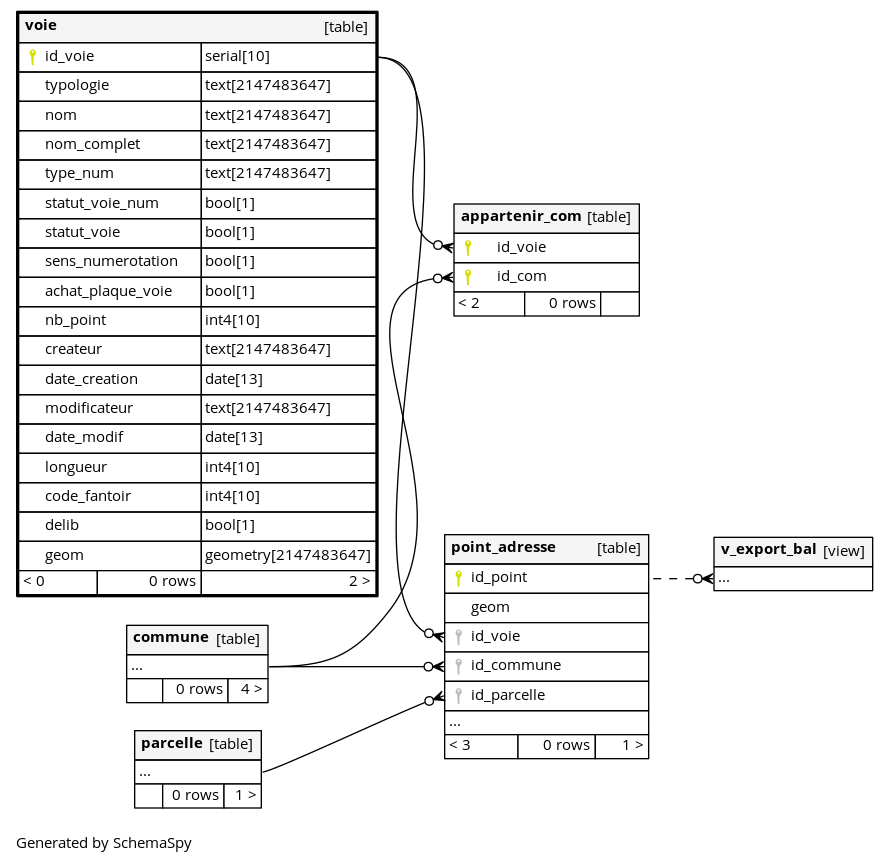 voie [table]
id_voie serial[10]
typologie text[2147483647]
nom text[2147483647]
nom_complet text[2147483647]
type_num text[2147483647]
statut_voie_num bool[1]
statut_voie bool[1]
sens_numerotation bool[1]
achat_plaque_voie bool[1]
nb_point int4[10]
createur text[2147483647]
date_creation date[13]
modificateur text[2147483647]
date_modif date[13]
longueur int4[10]
code_fantoir int4[10]
delib bool[1]
geom geometry[2147483647]
< 0 0 rows 2 >
appartenir_com [table]
id_voie
id_com
< 2 0 rows
point_adresse [table]
id_point
geom
id_voie
id_commune
id_parcelle
...
< 3 0 rows 1 >
v_export_bal [view]
...
commune [table]
...
0 rows 4 >
parcelle [table]
...
0 rows 1 >
Generated by SchemaSpy